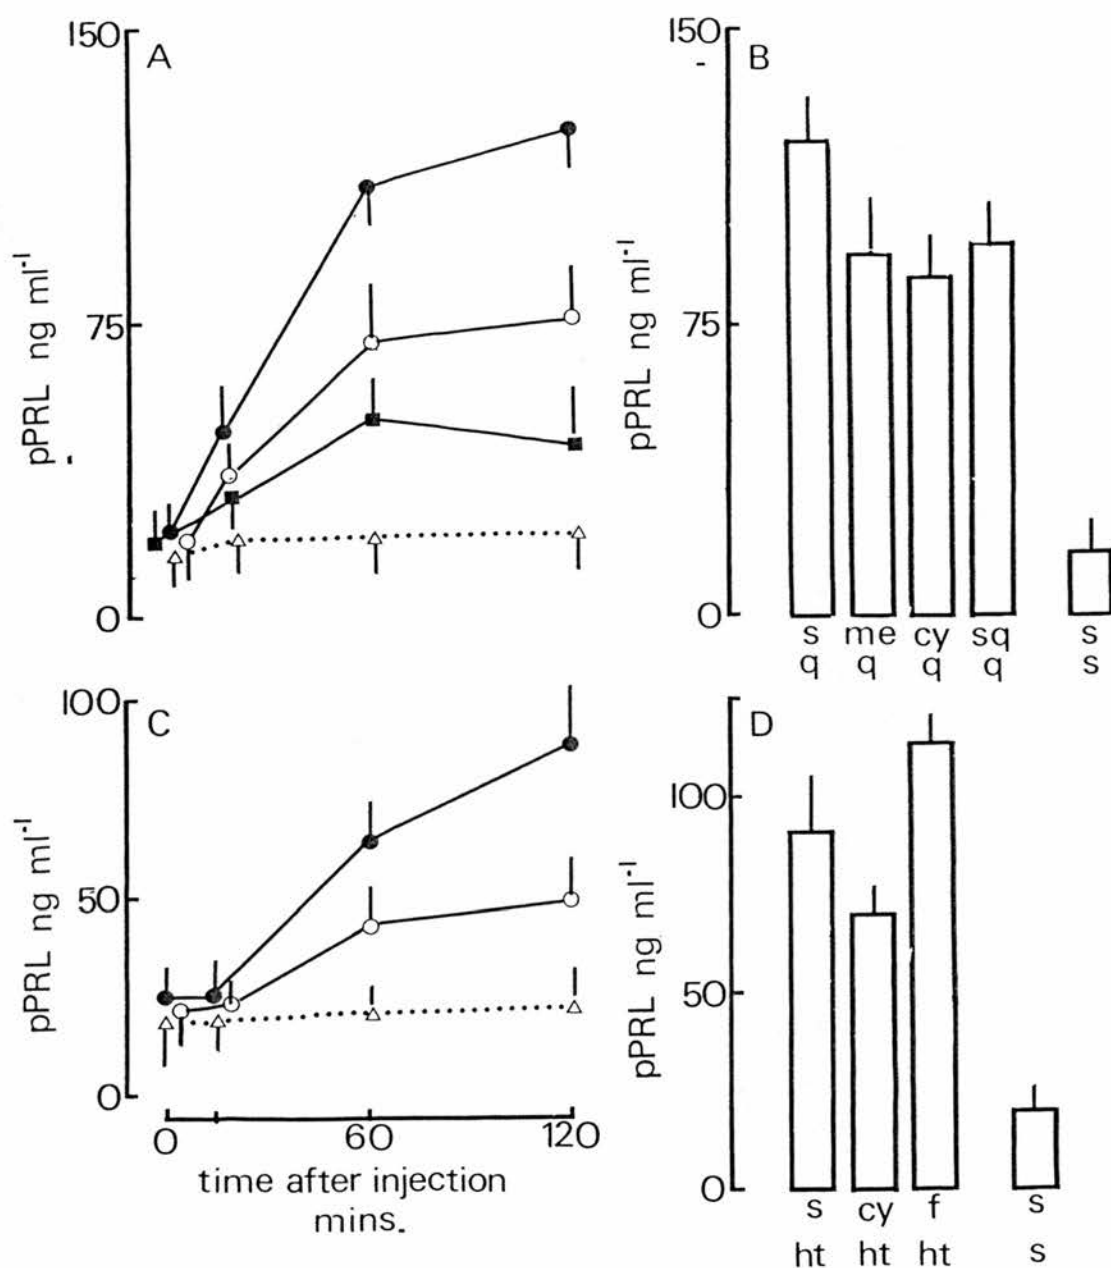 150
A
75
0
pPRL ng ml⁻¹
150
B
75
0
pPRL ng ml⁻¹
s me cy sq s
q q q q s
100
C
50
0
pPRL ng ml⁻¹
0 60 120
time after injection
mins.
D
100
50
0
pPRL ng ml⁻¹
s cy f s
ht ht ht s